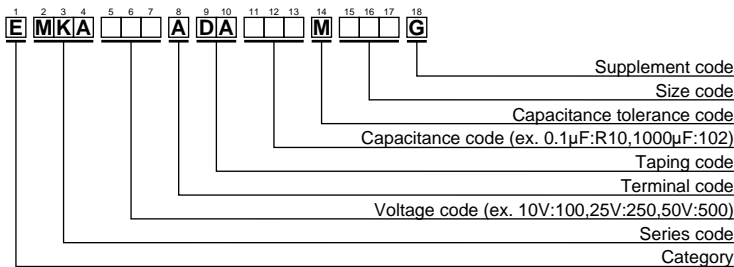 1 2 3 4 5 6 7 8 9 10 11 12 13 14 15 16 17 18
E M K A A D A M G
Supplement code
Size code
Capacitance tolerance code
Capacitance code (ex. 0.1μF:R10,1000μF:102)
Taping code
Terminal code
Voltage code (ex. 10V:100,25V:250,50V:500)
Series code
Category